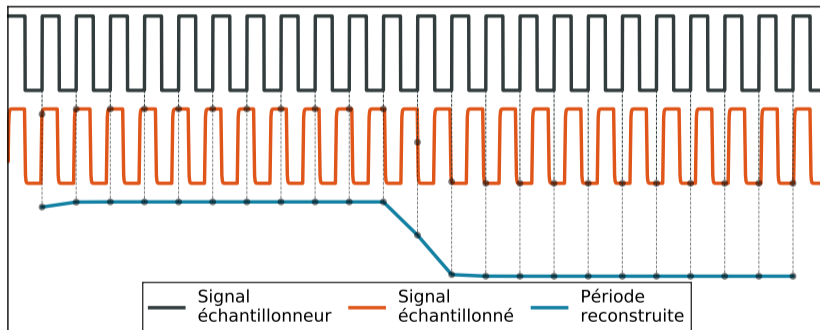 Signal
échantillonneur
Signal
échantillonné
Période
reconstruite